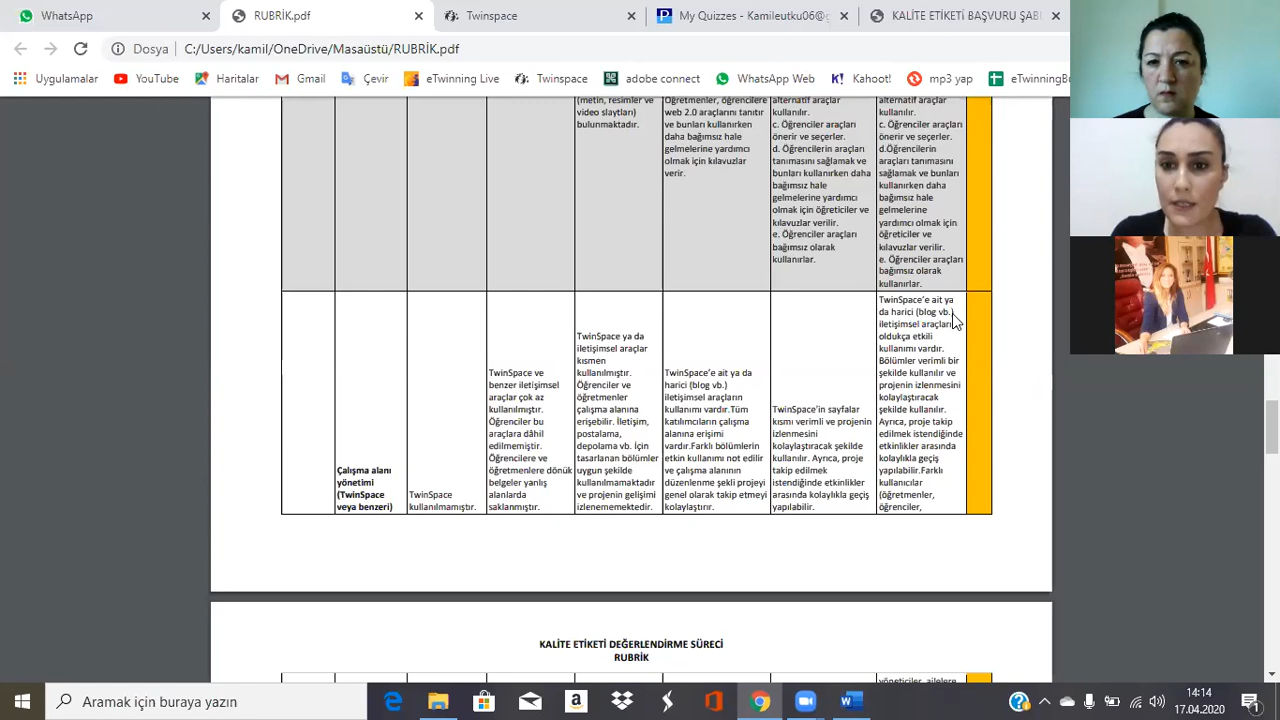 WhatsApp
RUBRİK.pdf
Twinspace
My Quizzes - Kamileutku06@g
KALİTE ETİKETİ BAŞVURU ŞAB
Dosya
C:/Users/kamil/OneDrive/Masaüstü/RUBRİK.pdf
Uygulamalar
YouTube
Haritalar
Gmail
Çevir
eTwinning Live
Twinspace
adobe connect
WhatsApp Web
Kahoot!
mp3 yap
eTwinningBo
(metin, resimler ve
video slaytları)
bulunmaktadır.
Öğretmenler, öğrencilere
web 2.0 araçlarını tanıtır
ve bunları kullanırken
daha bağımsız hale
gelmelerine yardımcı
olmak için kılavuzlar
verir.
alternatif araçlar
kullanılır.
c. Öğrenciler araçları
önerir ve seçerler.
d. Öğrencilerin araçları
tanımasını sağlamak ve
bunları kullanırken daha
bağımsız hale
gelmelerine yardımcı
olmak için öğreticiler ve
kılavuzlar verilir.
e. Öğrenciler araçları
bağımsız olarak
kullanırlar.
alternatif araçlar
kullanılır.
c. Öğrenciler araçları
önerir ve seçerler.
d.Öğrencilerin
araçları tanımasını
sağlamak ve bunları
kullanırken daha
bağımsız hale
gelmelerine
yardımcı olmak için
öğreticiler ve
kılavuzlar verilir.
e. Öğrenciler araçları
bağımsız olarak
kullanırlar.
Çalışma alanı
yönetimi
(TwinSpace
veya benzeri)
TwinSpace
kullanılmamıştır.
TwinSpace ve
benzer iletişimsel
araçlar çok az
kullanılmıştır.
Öğrenciler bu
araçlara dâhil
edilmemiştir.
Öğrencilere ve
öğretmenlere dönük
belgeler yanlış
alanlarda
saklanmıştır.
TwinSpace ya da
iletişimsel araçlar
kısmen
kullanılmıştır.
Öğrenciler ve
öğretmenler
çalışma alanına
erişebilir. İletişim,
postalama,
depolama vb. İçin
tasarlanan bölümler
uygun şekilde
kullanılmamaktadır
ve projenin gelişimi
izlenememektedir.
TwinSpace'e ait ya da
harici (blog vb.)
iletişimsel araçların
kullanımı vardır.Tüm
katılımcıların çalışma
alanına erişimi
vardır.Farklı bölümlerin
etkin kullanımı not edilir
ve çalışma alanının
düzenlenme şekli projeyi
genel olarak takip etmeyi
kolaylaştırır.
TwinSpace'in sayfalar
kısmı verimli ve projenin
izlenmesini
kolaylaştıracak şekilde
kullanılır. Ayrıca, proje
takip edilmek
istendiğinde etkinlikler
arasında kolaylıkla geçiş
yapılabilir.
TwinSpace'e ait ya
da harici (blog vb.)
iletişimsel araçların
oldukça etkili
kullanımı vardır.
Bölümler verimli bir
şekilde kullanılır ve
projenin izlenmesini
kolaylaştıracak
şekilde kullanılır.
Ayrıca, proje takip
edilmek istendiğinde
etkinlikler arasında
kolaylıkla geçiş
yapılabilir.Farklı
kullanıcılar
(öğretmenler,
öğrenciler,
KALİTE ETİKETİ DEĞERLENDİRME SÜRECİ
RUBRİK
yöneticiler, ailelere
Aramak için buraya yazın
14:14
17.04.2020